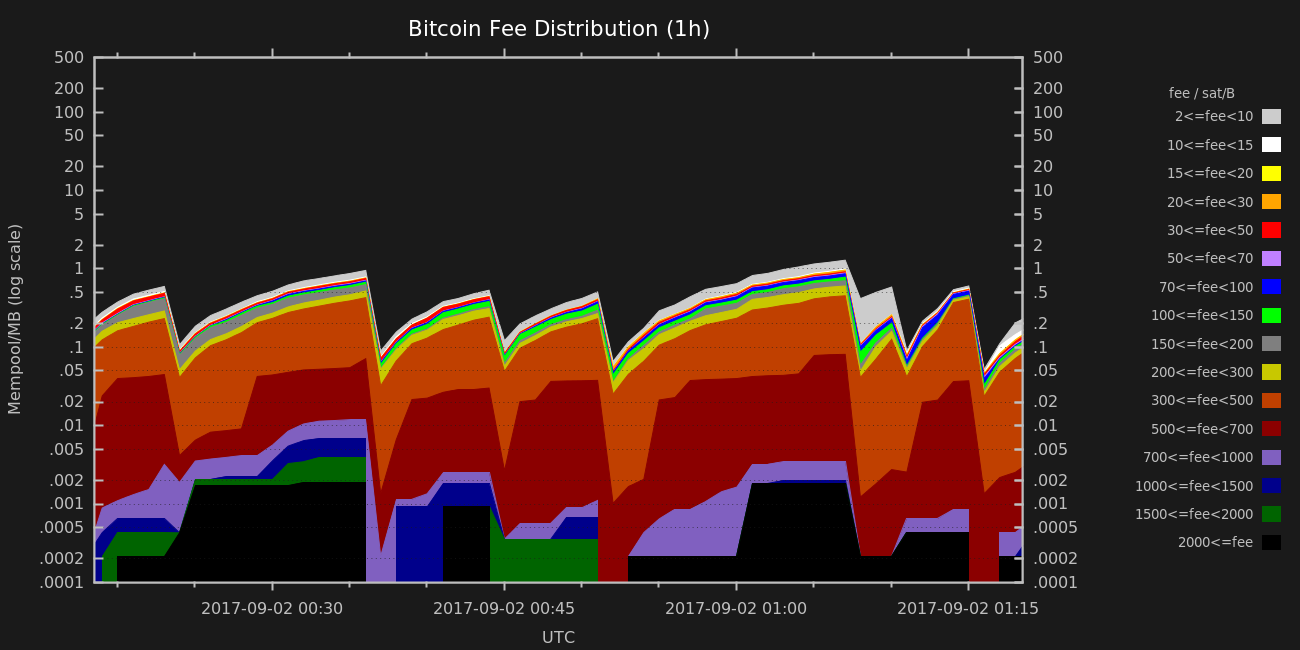 Bitcoin Fee Distribution (1h)
Mempool/MB (log scale)
500
200
100
50
20
10
5
2
1
.5
.2
.1
.05
.02
.01
.005
.002
.001
.0005
.0002
.0001
500
200
100
50
20
10
5
2
1
.5
.2
.1
.05
.02
.01
.005
.002
.001
.0005
.0002
.0001
2017-09-02 00:30
2017-09-02 00:45
2017-09-02 01:00
2017-09-02 01:15
UTC
fee / sat/B
2<=fee<10
10<=fee<15
15<=fee<20
20<=fee<30
30<=fee<50
50<=fee<70
70<=fee<100
100<=fee<150
150<=fee<200
200<=fee<300
300<=fee<500
500<=fee<700
700<=fee<1000
1000<=fee<1500
1500<=fee<2000
2000<=fee